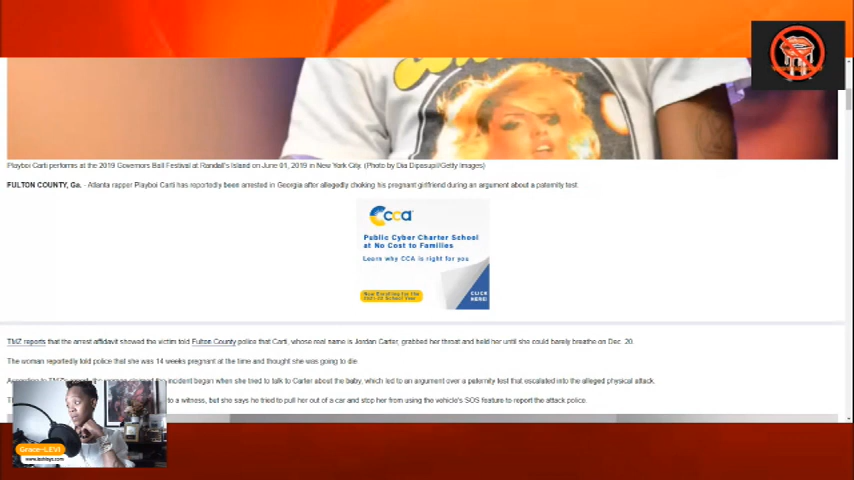 Playboi Carti performs at the 2019 Governors Ball Festival at Randall's Island on June 01, 2019 in New York City. (Photo by Dia Dipasupil/Getty Images)
FULTON COUNTY, Ga. - Atlanta rapper Playboi Carti has reportedly been arrested in Georgia after allegedly choking his pregnant girlfriend during an argument about a paternity test.
cca
Public Cyber Charter School
at No Cost to Families
Learn why CCA is right for you
Now Enrolling for the
School Year
CLICK
HERE!
TMZ reports that the arrest affidavit showed the victim told Fulton County police that Carti, whose real name is Jordan Carter, grabbed her throat and held her until she could barely breathe on Dec. 20.
The woman reportedly told police that she was 14 weeks pregnant at the time and thought she was going to die
incident began when she tried to talk to Carter about the baby, which led to an argument over a paternity test that escalated into the alleged physical attack.
to a witness, but she says he tried to pull her out of a car and stop her from using the vehicle's SOS feature to report the attack police.
Grace-LEVI